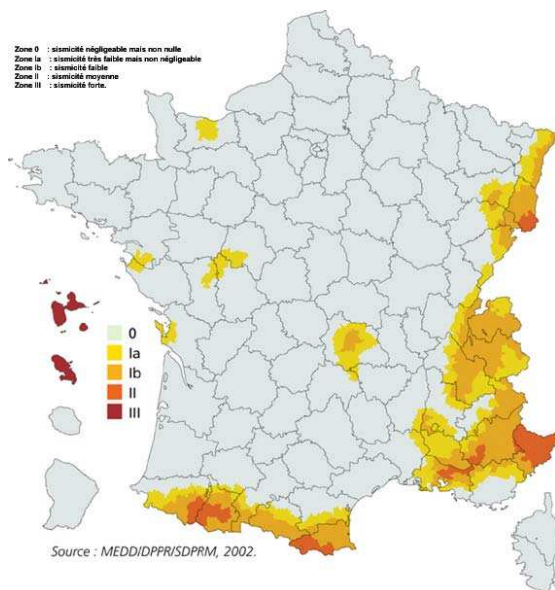 Zone 0 : sismicité négligeable mais non nulle
Zone Ia : sismicité très faible mais non négligeable
Zone Ib : sismicité faible
Zone II : sismicité moyenne
Zone III : sismicité forte.
0
Ia
Ib
II
III
Source : MEDD/DPPR/SDPRM, 2002.